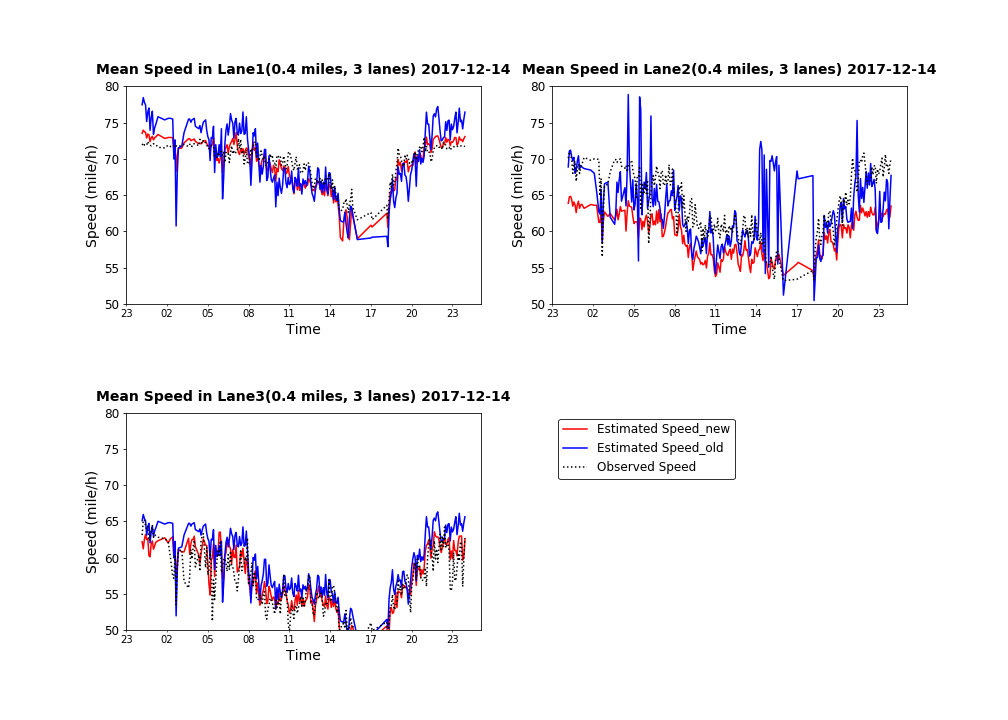 Mean Speed in Lane1(0.4 miles, 3 lanes) 2017-12-14
80
75
70
65
60
55
50
Speed (mile/h)
23 02 05 08 11 14 17 20 23
Time
Mean Speed in Lane2(0.4 miles, 3 lanes) 2017-12-14
80
75
70
65
60
55
50
Speed (mile/h)
23 02 05 08 11 14 17 20 23
Time
Mean Speed in Lane3(0.4 miles, 3 lanes) 2017-12-14
80
75
70
65
60
55
50
Speed (mile/h)
23 02 05 08 11 14 17 20 23
Time
Estimated Speed_new
Estimated Speed_old
Observed Speed